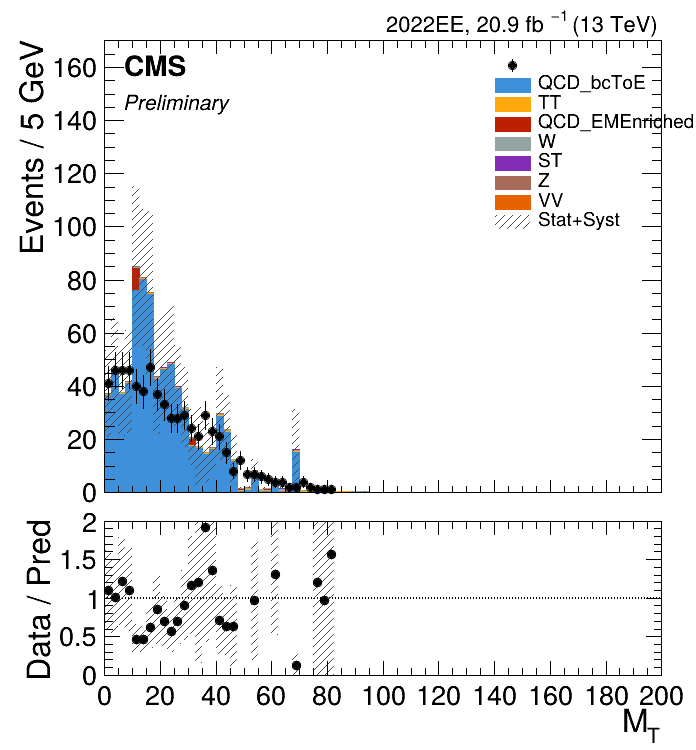 2022EE, 20.9 fb⁻¹ (13 TeV)
CMS
Preliminary
Events / 5 GeV
160
140
120
100
80
60
40
20
0
QCD_bcToE
TT
QCD_EMEnriched
W
ST
Z
VV
Stat+Syst
Data / Pred
2
1.5
1
0.5
0
0 20 40 60 80 100 120 140 160 180 200
M_T